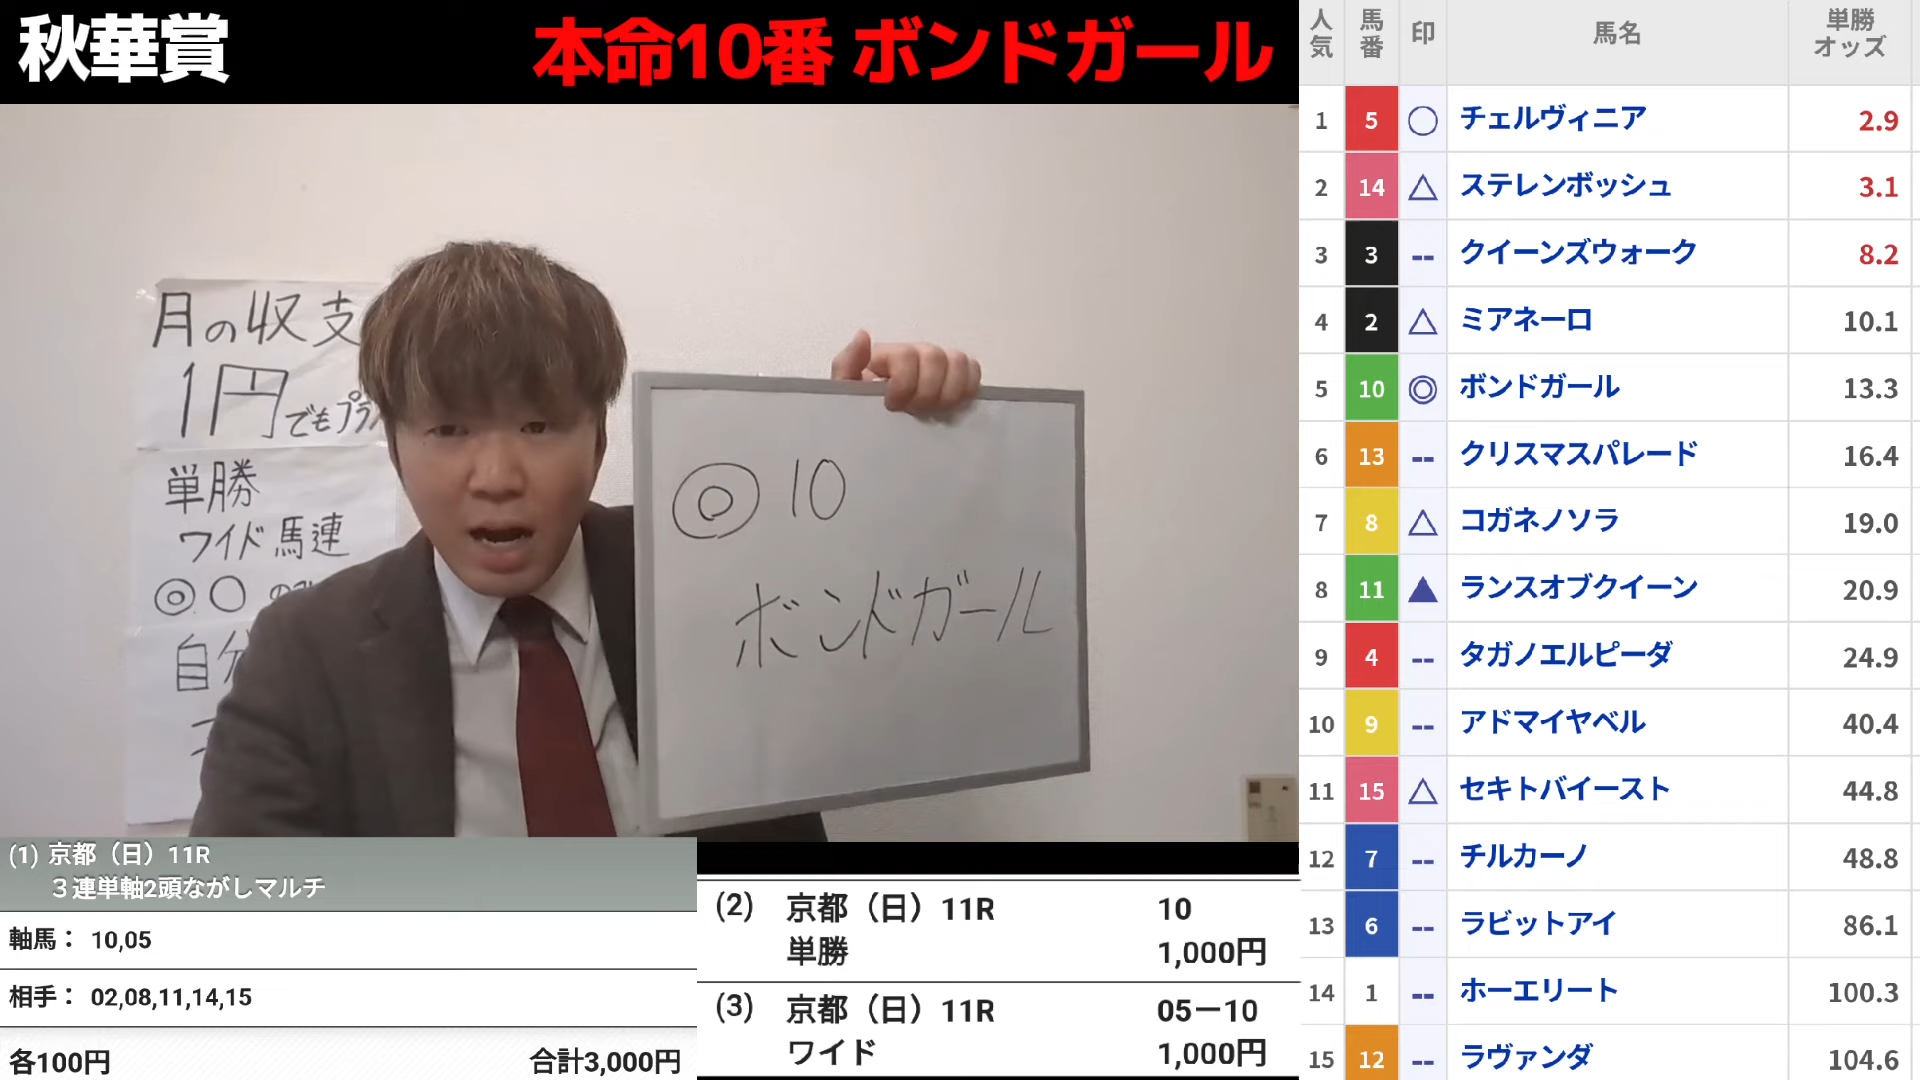 秋華賞
本命10番 ボンドガール
月の収支
1円でもプラ
単勝
ワイド馬連
◎〇の
自分
◎ 10
ボンドガール
(1) 京都（日）11R
３連単軸2頭ながしマルチ
軸馬： 10,05
相手： 02,08,11,14,15
各100円 合計3,000円
(2) 京都（日）11R 10
単勝 1,000円
(3) 京都（日）11R 05－10
ワイド 1,000円
人気 馬番 印 馬名 単勝オッズ
1 5 〇 チェルヴィニア 2.9
2 14 △ ステレンボッシュ 3.1
3 3 -- クイーンズウォーク 8.2
4 2 △ ミアネーロ 10.1
5 10 ◎ ボンドガール 13.3
6 13 -- クリスマスパレード 16.4
7 8 △ コガネノソラ 19.0
8 11 ▲ ランスオブクイーン 20.9
9 4 -- タガノエルピーダ 24.9
10 9 -- アドマイヤベル 40.4
11 15 △ セキトバイースト 44.8
12 7 -- チルカーノ 48.8
13 6 -- ラビットアイ 86.1
14 1 -- ホーエリート 100.3
15 12 -- ラヴァンダ 104.6